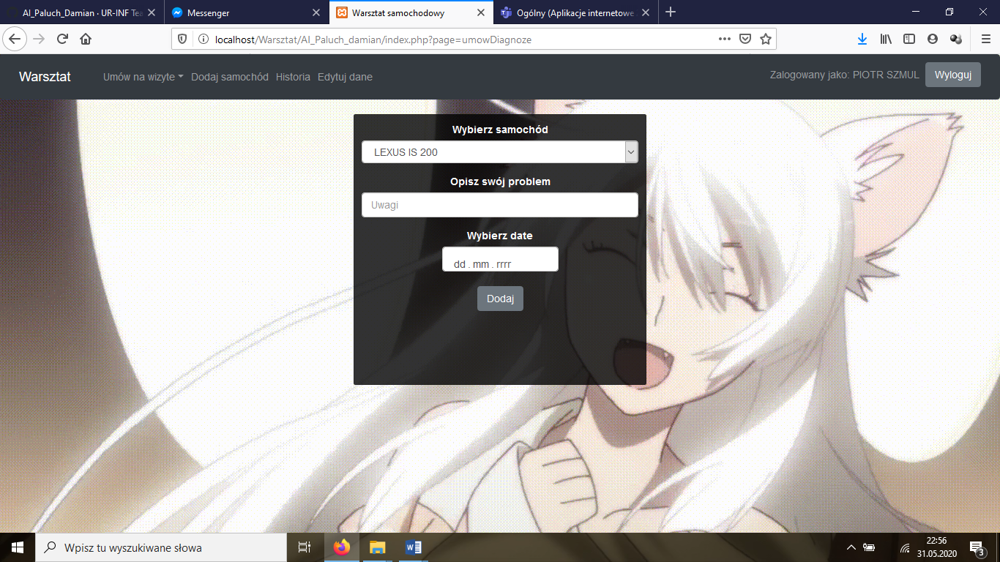 AI_Paluch_Damian · UR-INF Tea
Messenger
Warsztat samochodowy
Ogólny (Aplikacje internetowe
localhost/Warsztat/AI_Paluch_damian/index.php?page=umowDiagnoze
Warsztat
Umów na wizyte Dodaj samochód Historia Edytuj dane
Zalogowany jako: PIOTR SZMUL
Wyloguj
Wybierz samochód
LEXUS IS 200
Opisz swój problem
Uwagi
Wybierz date
dd . mm . rrrr
Dodaj
Wpisz tu wyszukiwane słowa
22:56
31.05.2020
3